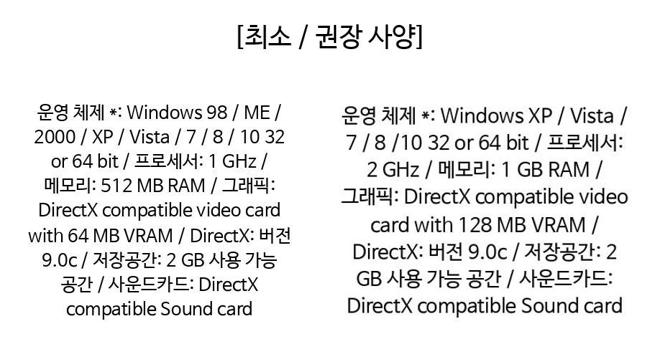 [최소 / 권장 사양]
운영 체제 *: Windows 98 / ME /
2000 / XP / Vista / 7 / 8 / 10 32
or 64 bit / 프로세서: 1 GHz /
메모리: 512 MB RAM / 그래픽:
DirectX compatible video card
with 64 MB VRAM / DirectX: 버전
9.0c / 저장공간: 2 GB 사용 가능
공간 / 사운드카드: DirectX
compatible Sound card
운영 체제 *: Windows XP / Vista /
7 / 8 /10 32 or 64 bit / 프로세서:
2 GHz / 메모리: 1 GB RAM /
그래픽: DirectX compatible video
card with 128 MB VRAM /
DirectX: 버전 9.0c / 저장공간: 2
GB 사용 가능 공간 / 사운드카드:
DirectX compatible Sound card